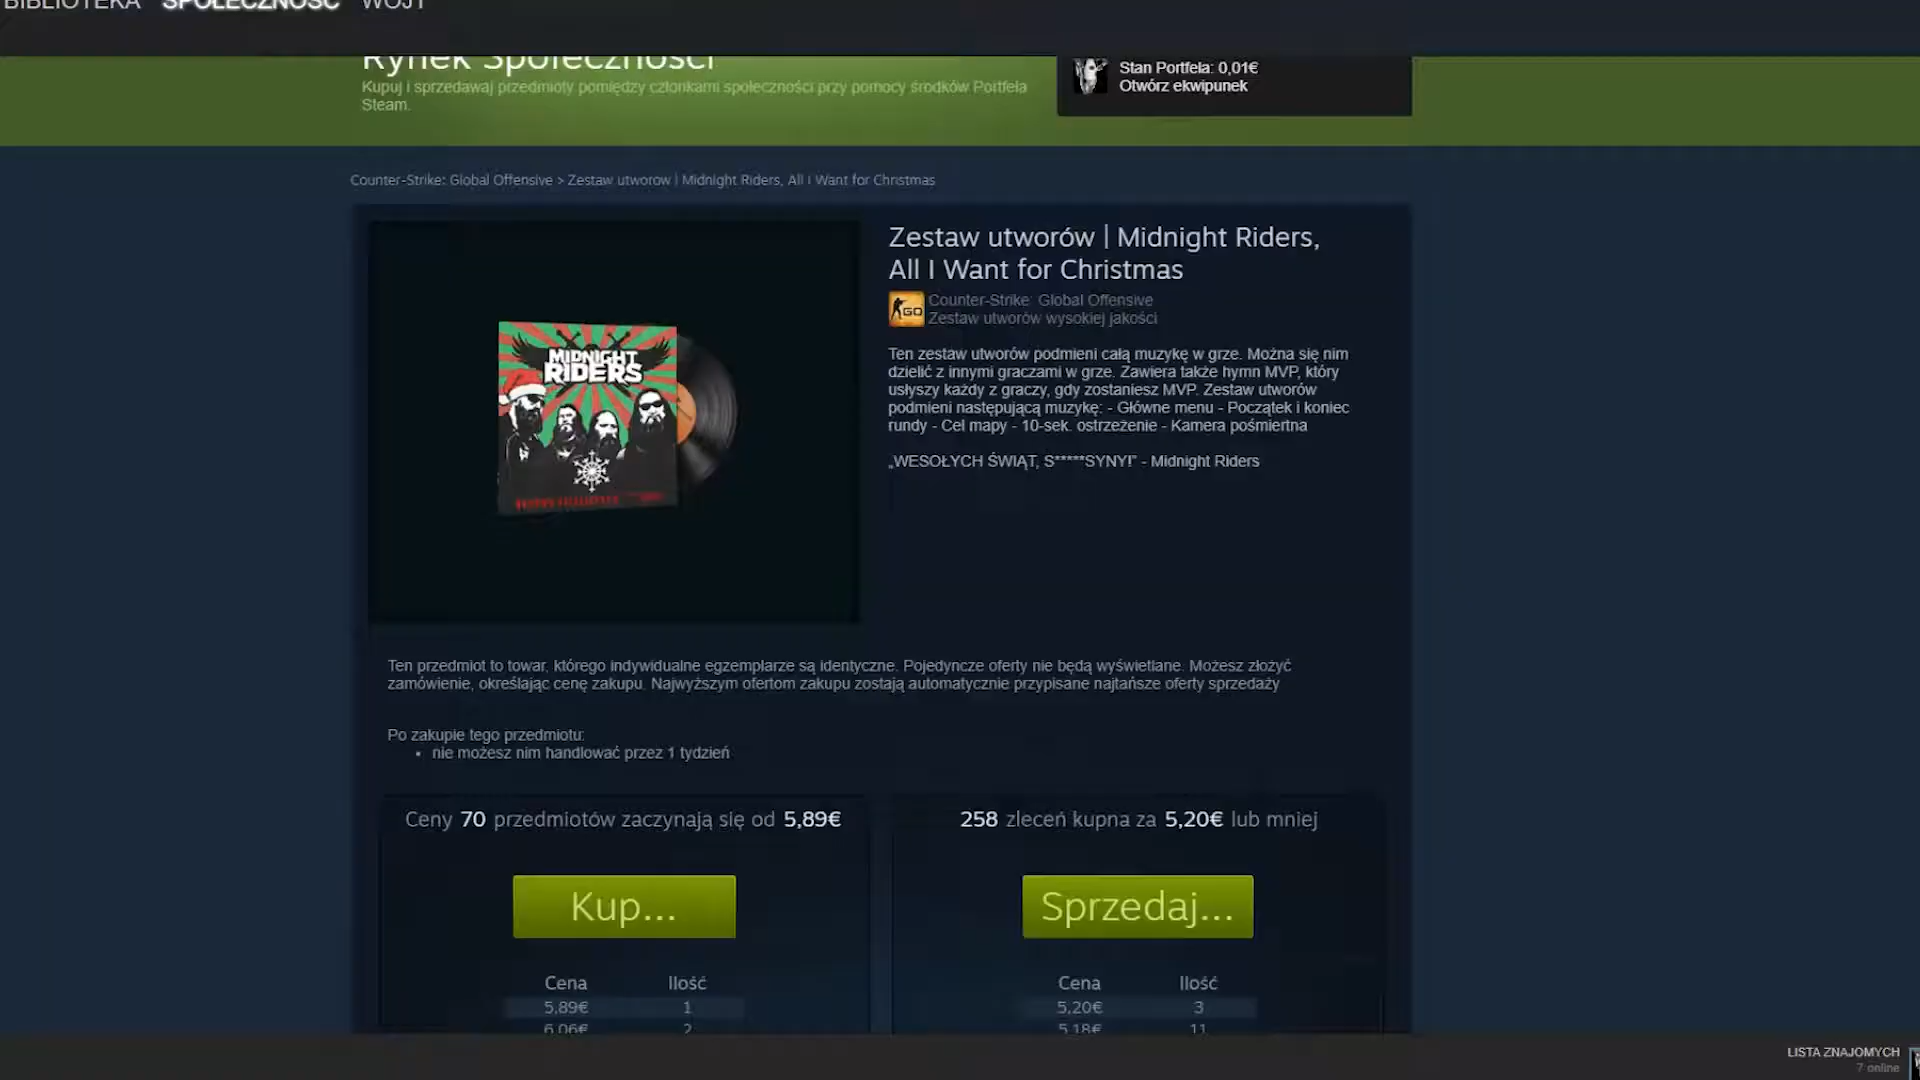 BIBLIOTEKA SPOŁECZNOŚĆ WÓJT
Rynek Społeczności
Kupuj i sprzedawaj przedmioty pomiędzy członkami społeczności przy pomocy środków Portfela
Steam.
Stan Portfela: 0,01€
Otwórz ekwipunek
Counter-Strike: Global Offensive > Zestaw utworów | Midnight Riders, All I Want for Christmas
MIDNIGHT
RIDERS
Zestaw utworów | Midnight Riders,
All I Want for Christmas
GO
Counter-Strike: Global Offensive
Zestaw utworów wysokiej jakości
Ten zestaw utworów podmieni całą muzykę w grze. Można się nim
dzielić z innymi graczami w grze. Zawiera także hymn MVP, który
usłyszy każdy z graczy, gdy zostaniesz MVP. Zestaw utworów
podmieni następującą muzykę: - Główne menu - Początek i koniec
rundy - Cel mapy - 10-sek. ostrzeżenie - Kamera pośmiertna
„WESOŁYCH ŚWIĄT, S*****SYNY!” - Midnight Riders
Ten przedmiot to towar, którego indywidualne egzemplarze są identyczne. Pojedyncze oferty nie będą wyświetlane. Możesz złożyć
zamówienie, określając cenę zakupu. Najwyższym ofertom zakupu zostają automatycznie przypisane najtańsze oferty sprzedaży
Po zakupie tego przedmiotu:
• nie możesz nim handlować przez 1 tydzień
Ceny 70 przedmiotów zaczynają się od 5,89€
Kup...
Cena Ilość
5,89€ 1
6,06€ 2
258 zleceń kupna za 5,20€ lub mniej
Sprzedaj...
Cena Ilość
5,20€ 3
5,18€ 11
LISTA ZNAJOMYCH
7 online